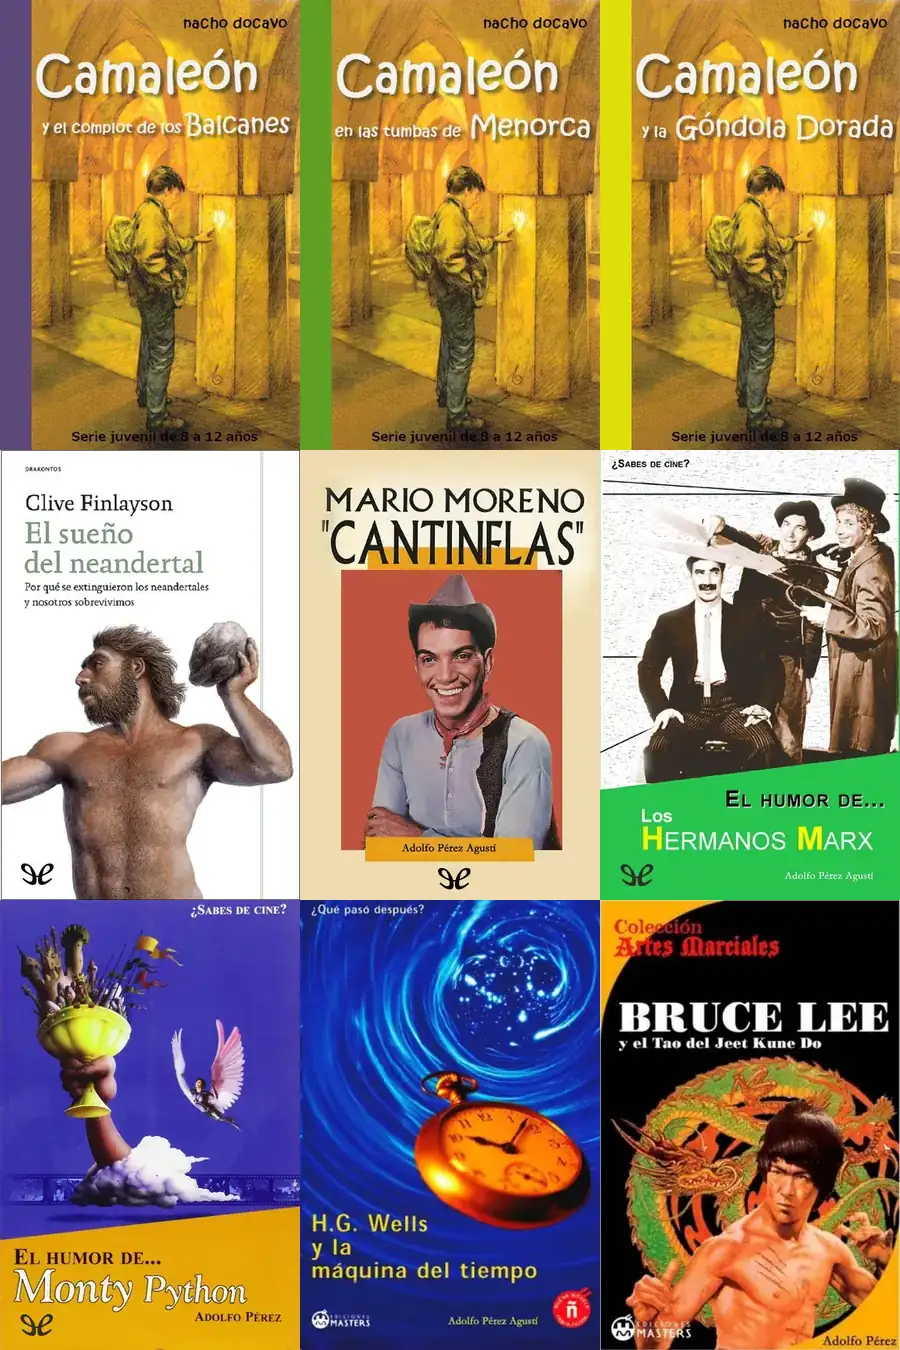 nacho docavo
Camaleón
y el complot de los Balcanes
Serie juvenil de 8 a 12 años
nacho docavo
Camaleón
en las tumbas de Menorca
Serie juvenil de 8 a 12 años
nacho docavo
Camaleón
y la Góndola Dorada
Serie juvenil de 8 a 12 años
DRAKONTOS
Clive Finlayson
El sueño
del neandertal
Por qué se extinguieron los neandertales
y nosotros sobrevivimos
MARIO MORENO
"CANTINFLAS"
Adolfo Pérez Agustí
¿SABES DE CINE?
EL HUMOR DE...
Los
HERMANOS MARX
Adolfo Pérez Agustí
¿SABES DE CINE?
EL HUMOR DE...
Monty Python
ADOLFO PÉREZ
¿Qué pasó después?
H.G. Wells
y la
máquina del tiempo
EDICIONES
MASTERS
Adolfo Pérez Agustí
ñ
Colección
Artes Marciales
BRUCE LEE
y el Tao del Jeet Kune Do
EDICIONES
MASTERS
Adolfo Pérez